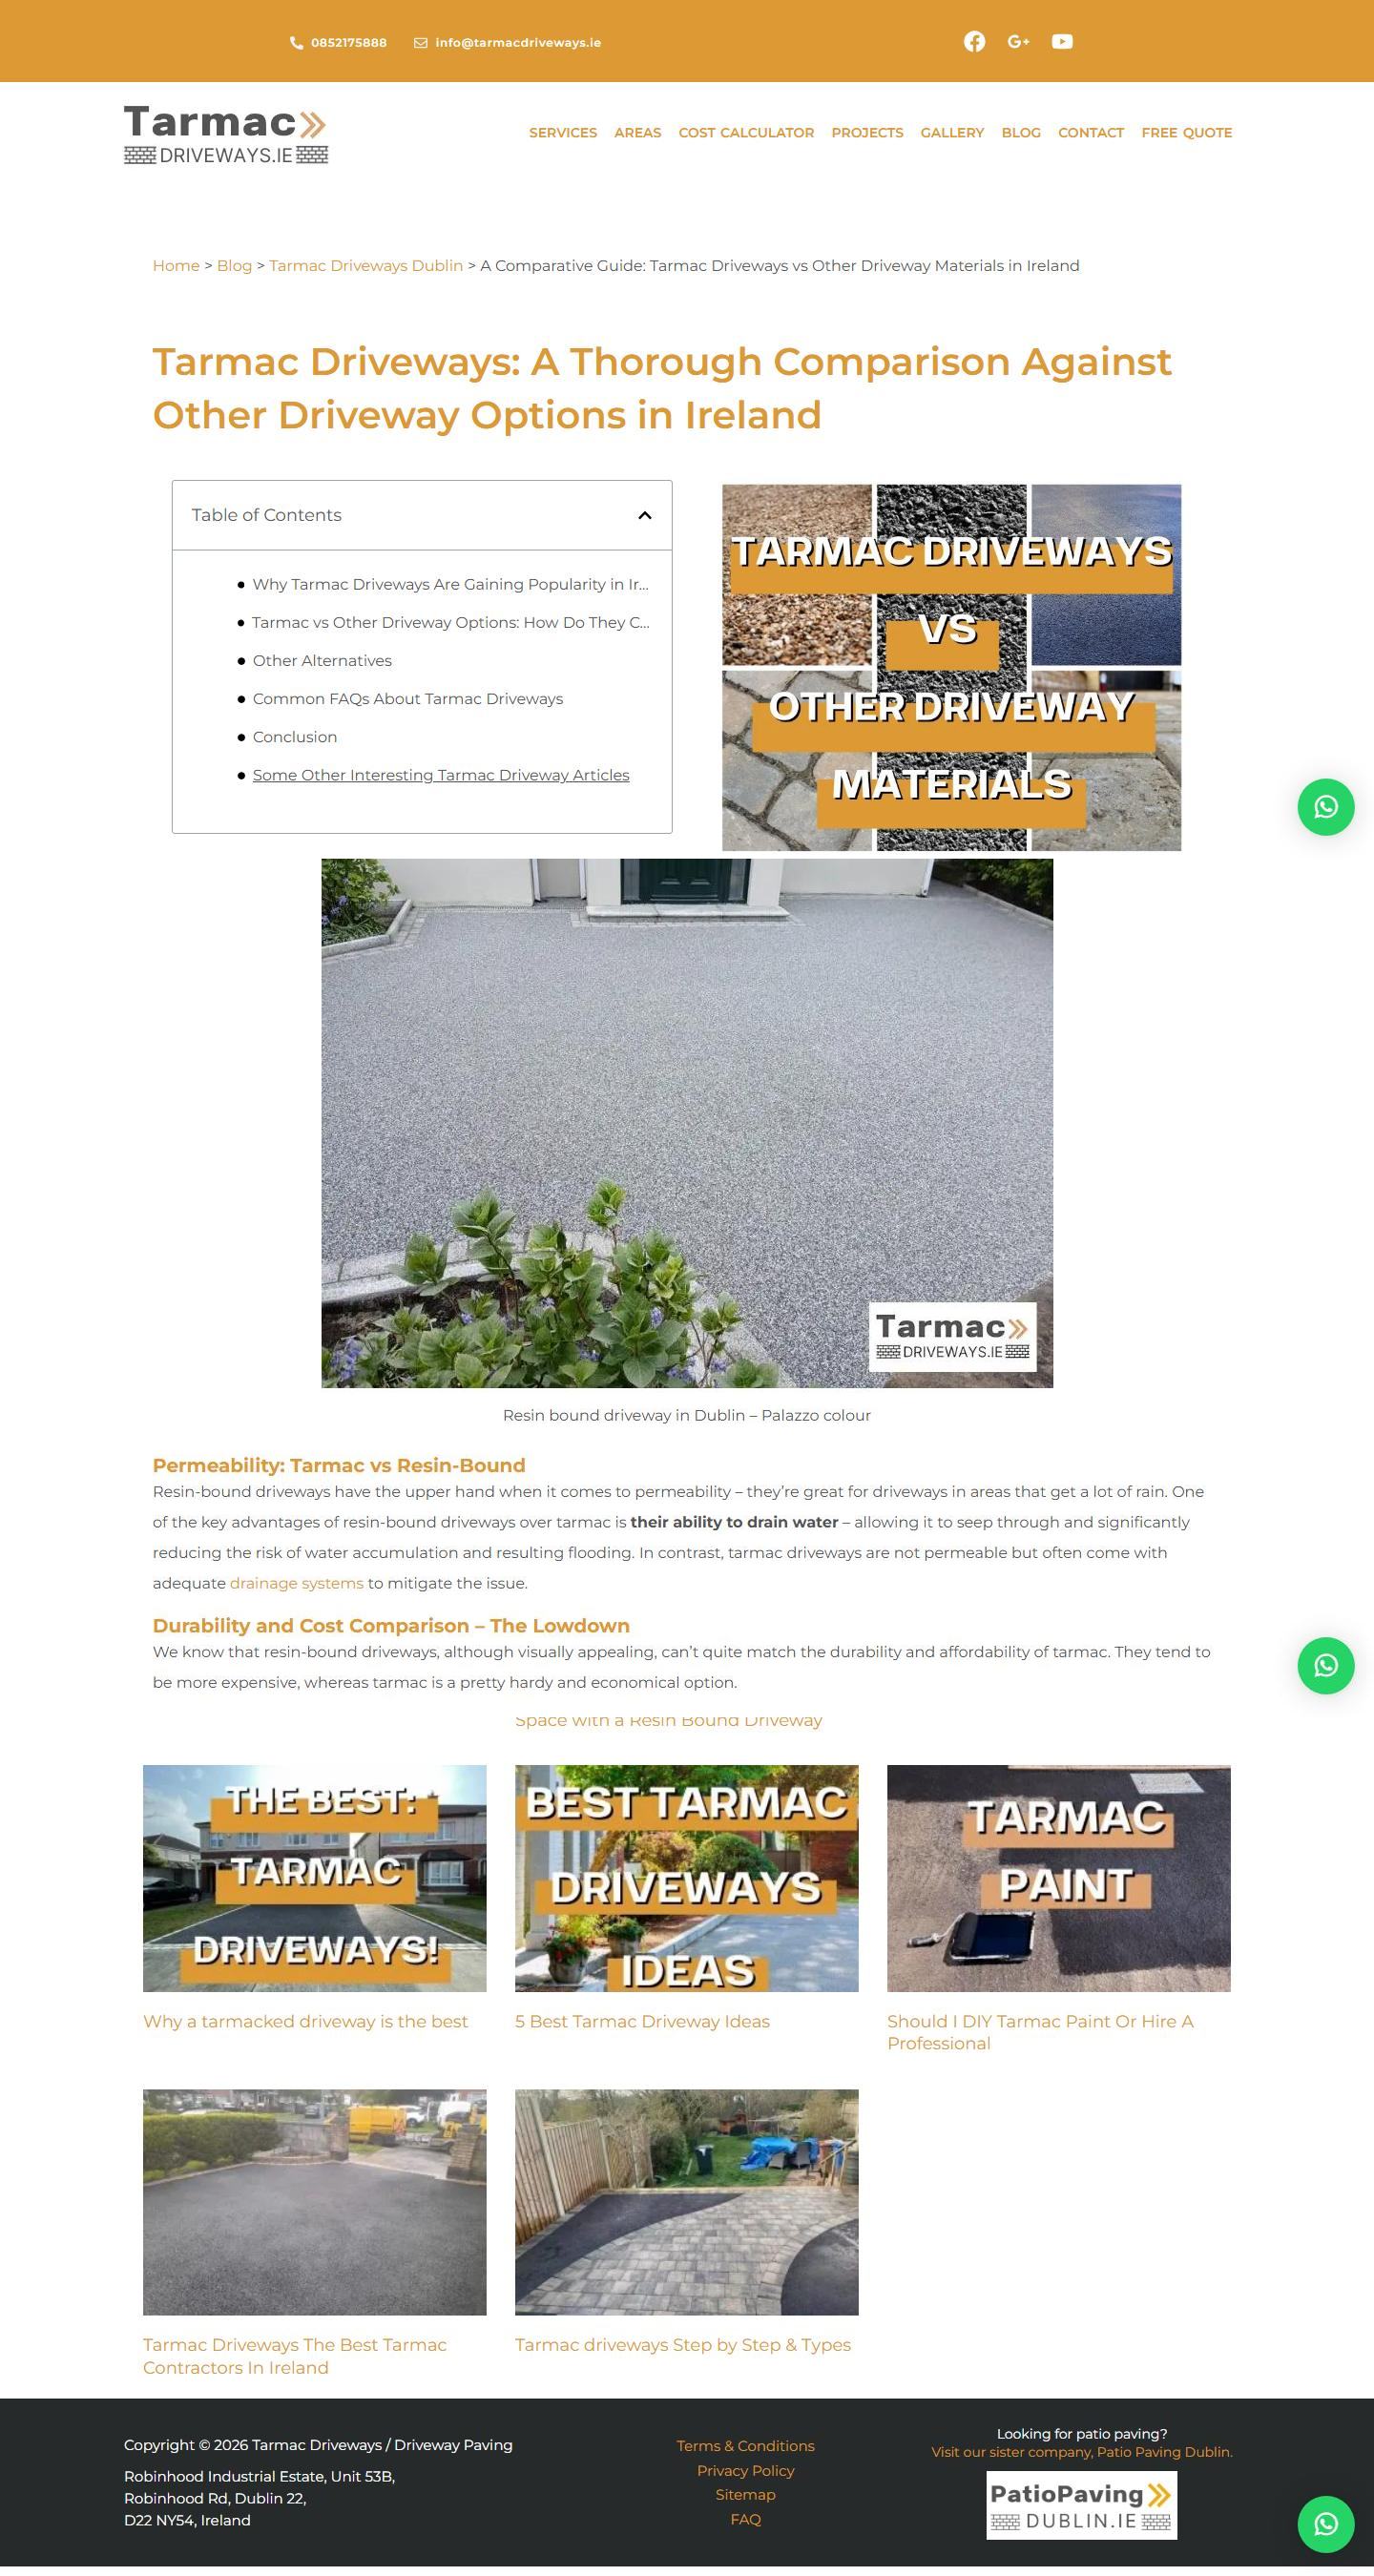 0852175888
info@tarmacdriveways.ie
Tarmac
DRIVEWAYS.IE
SERVICES AREAS COST CALCULATOR PROJECTS GALLERY BLOG CONTACT FREE QUOTE
Home > Blog > Tarmac Driveways Dublin > A Comparative Guide: Tarmac Driveways vs Other Driveway Materials in Ireland
Tarmac Driveways: A Thorough Comparison Against
Other Driveway Options in Ireland
Table of Contents
Why Tarmac Driveways Are Gaining Popularity in Ir...
Tarmac vs Other Driveway Options: How Do They C...
Other Alternatives
Common FAQs About Tarmac Driveways
Conclusion
Some Other Interesting Tarmac Driveway Articles
TARMAC DRIVEWAYS
VS
OTHER DRIVEWAY
MATERIALS
Tarmac
DRIVEWAYS.IE
Resin bound driveway in Dublin – Palazzo colour
Permeability: Tarmac vs Resin-Bound
Resin-bound driveways have the upper hand when it comes to permeability – they’re great for driveways in areas that get a lot of rain. One
of the key advantages of resin-bound driveways over tarmac is their ability to drain water – allowing it to seep through and significantly
reducing the risk of water accumulation and resulting flooding. In contrast, tarmac driveways are not permeable but often come with
adequate drainage systems to mitigate the issue.
Durability and Cost Comparison – The Lowdown
We know that resin-bound driveways, although visually appealing, can’t quite match the durability and affordability of tarmac. They tend to
be more expensive, whereas tarmac is a pretty hardy and economical option.
Space with a Resin Bound Driveway
THE BEST:
TARMAC
DRIVEWAYS!
BEST TARMAC
DRIVEWAYS
IDEAS
TARMAC
PAINT
Why a tarmacked driveway is the best
5 Best Tarmac Driveway Ideas
Should I DIY Tarmac Paint Or Hire A
Professional
Tarmac Driveways The Best Tarmac
Contractors In Ireland
Tarmac driveways Step by Step & Types
Copyright © 2026 Tarmac Driveways / Driveway Paving
Robinhood Industrial Estate, Unit 53B,
Robinhood Rd, Dublin 22,
D22 NY54, Ireland
Terms & Conditions
Privacy Policy
Sitemap
FAQ
Looking for patio paving?
Visit our sister company, Patio Paving Dublin.
PatioPaving
DUBLIN.IE